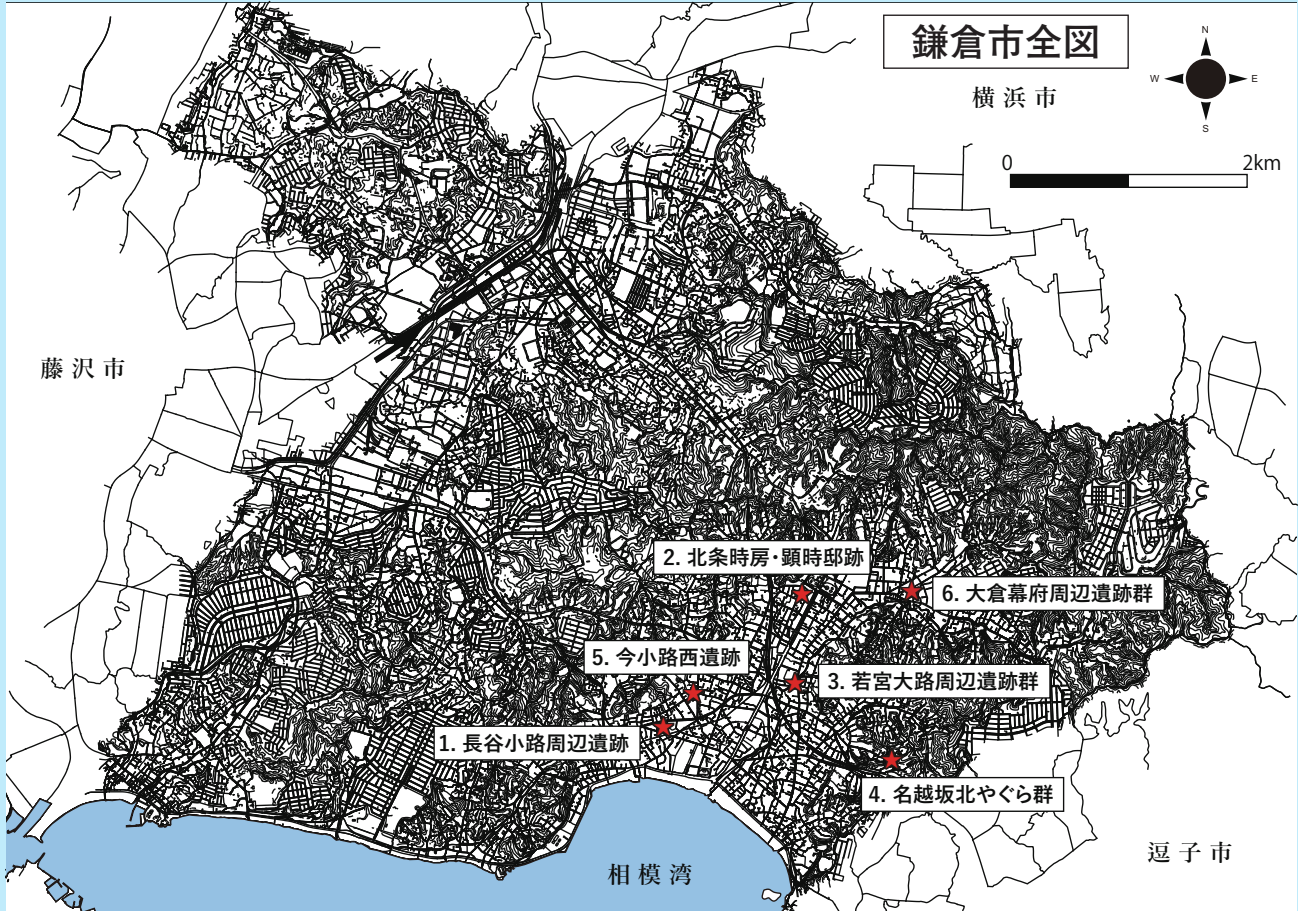 鎌倉市全図
N
W
E
S
横浜市
0
2km
藤沢市
2. 北条時房・顕時邸跡
6. 大倉幕府周辺遺跡群
5. 今小路西遺跡
3. 若宮大路周辺遺跡群
1. 長谷小路周辺遺跡
4. 名越坂北やぐら群
逗子市
相模湾